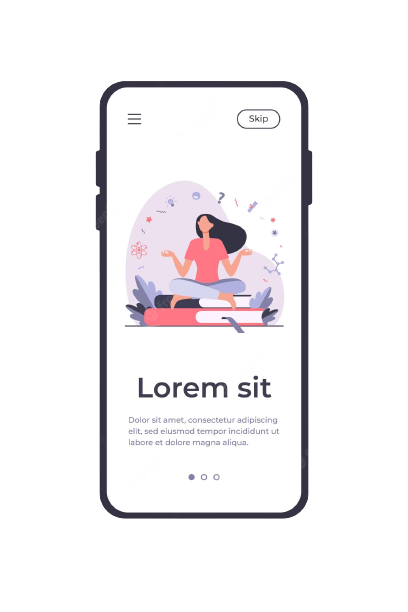 Skip
?
!
Lorem sit
Dolor sit amet, consectetur adipiscing
elit, sed eiusmod tempor incididunt ut
labore et dolore magna aliqua.